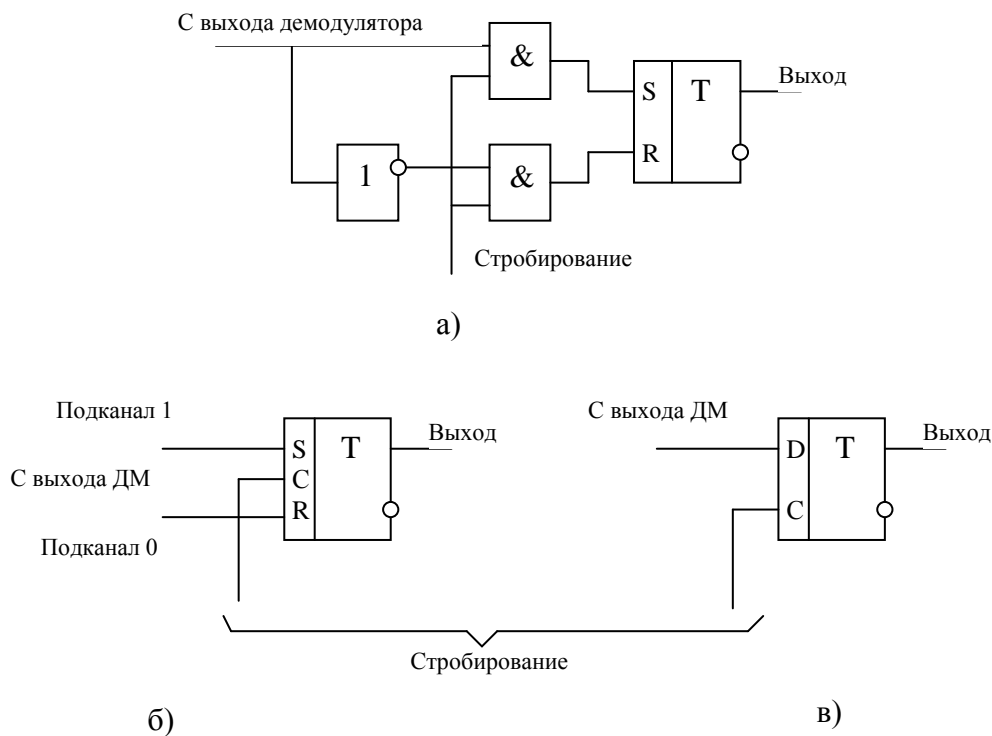 С выхода демодулятора
&
S T Выход
R
1
&
Стробирование
а)
Подканал 1
С выхода ДМ
Подканал 0
S T Выход
C
R
С выхода ДМ
D T Выход
C
Стробирование
б)
в)